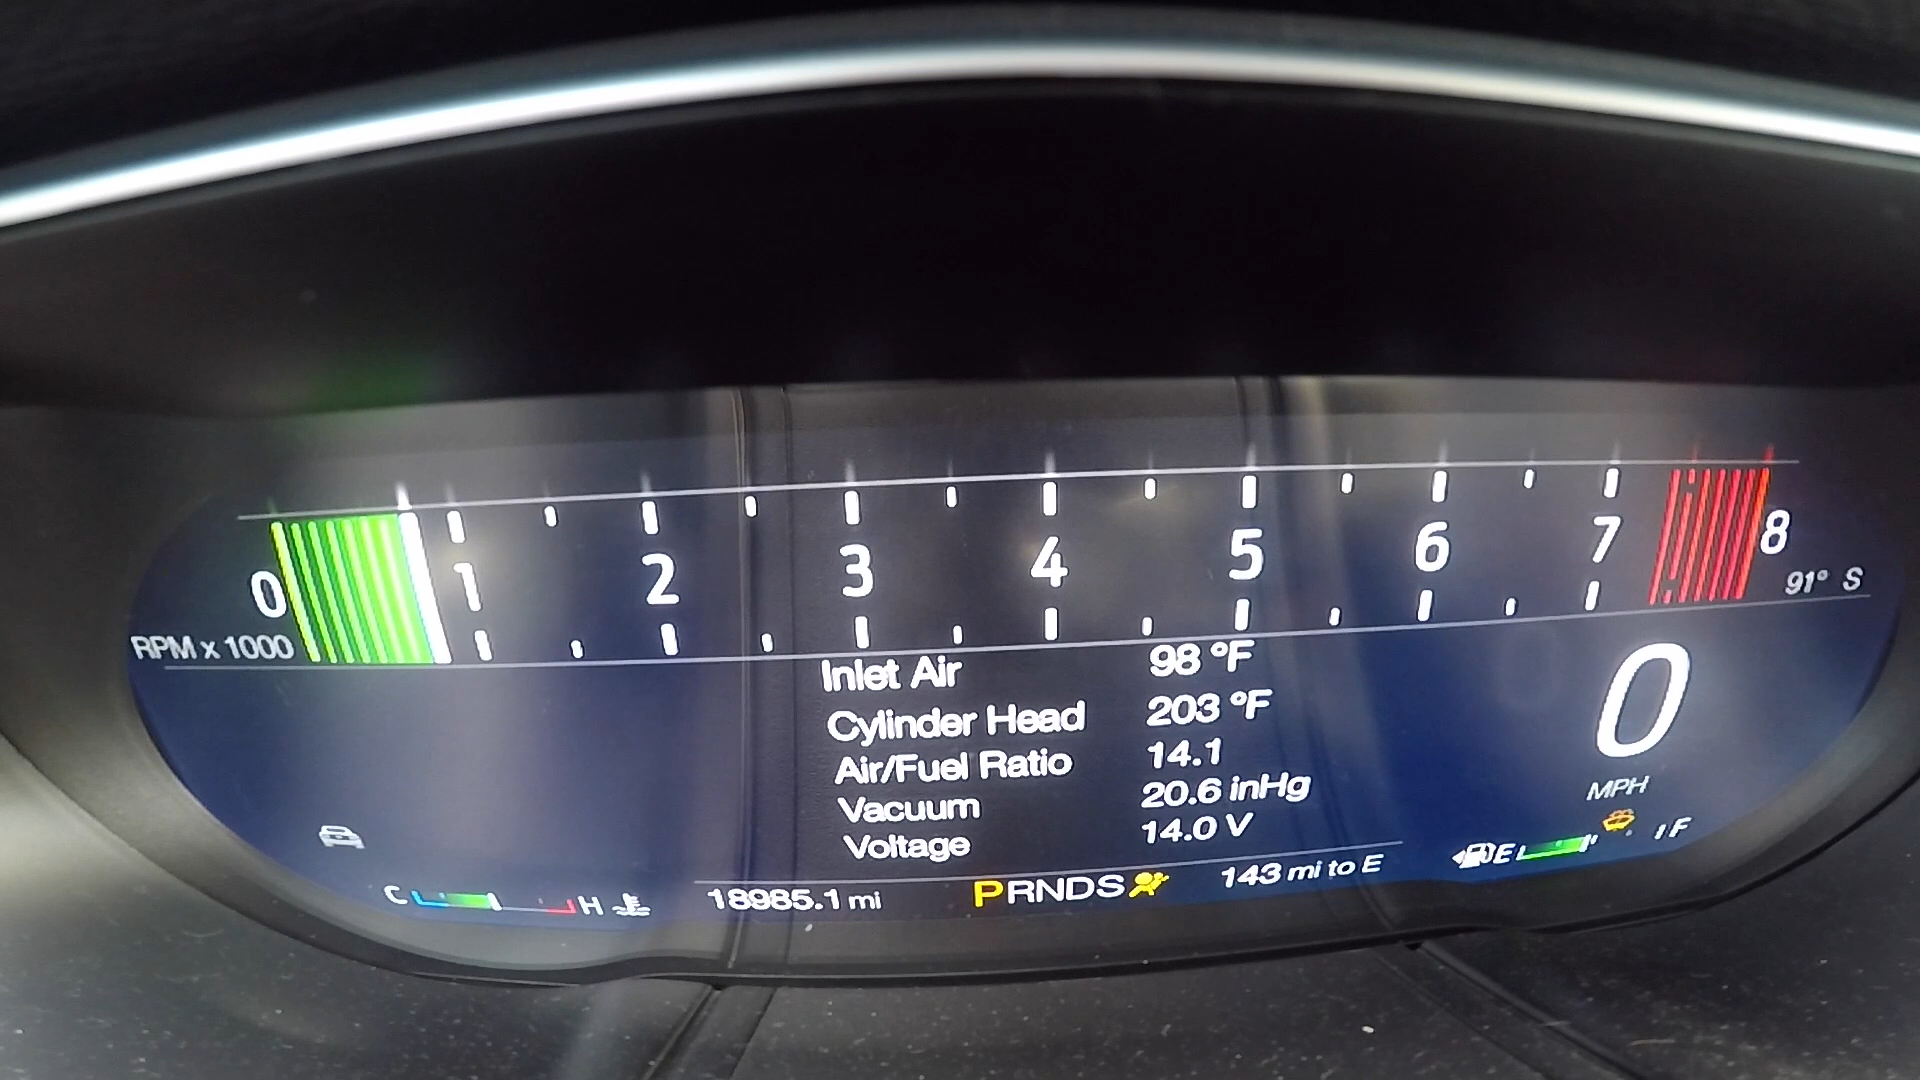 0 1 2 3 4 5 6 7 8
RPM x 1000
91° S
Inlet Air 98 °F
Cylinder Head 203 °F
Air/Fuel Ratio 14.1
Vacuum 20.6 inHg
Voltage 14.0 V
0
MPH
C H
18985.1 mi
PRNDS
143 mi to E
E F